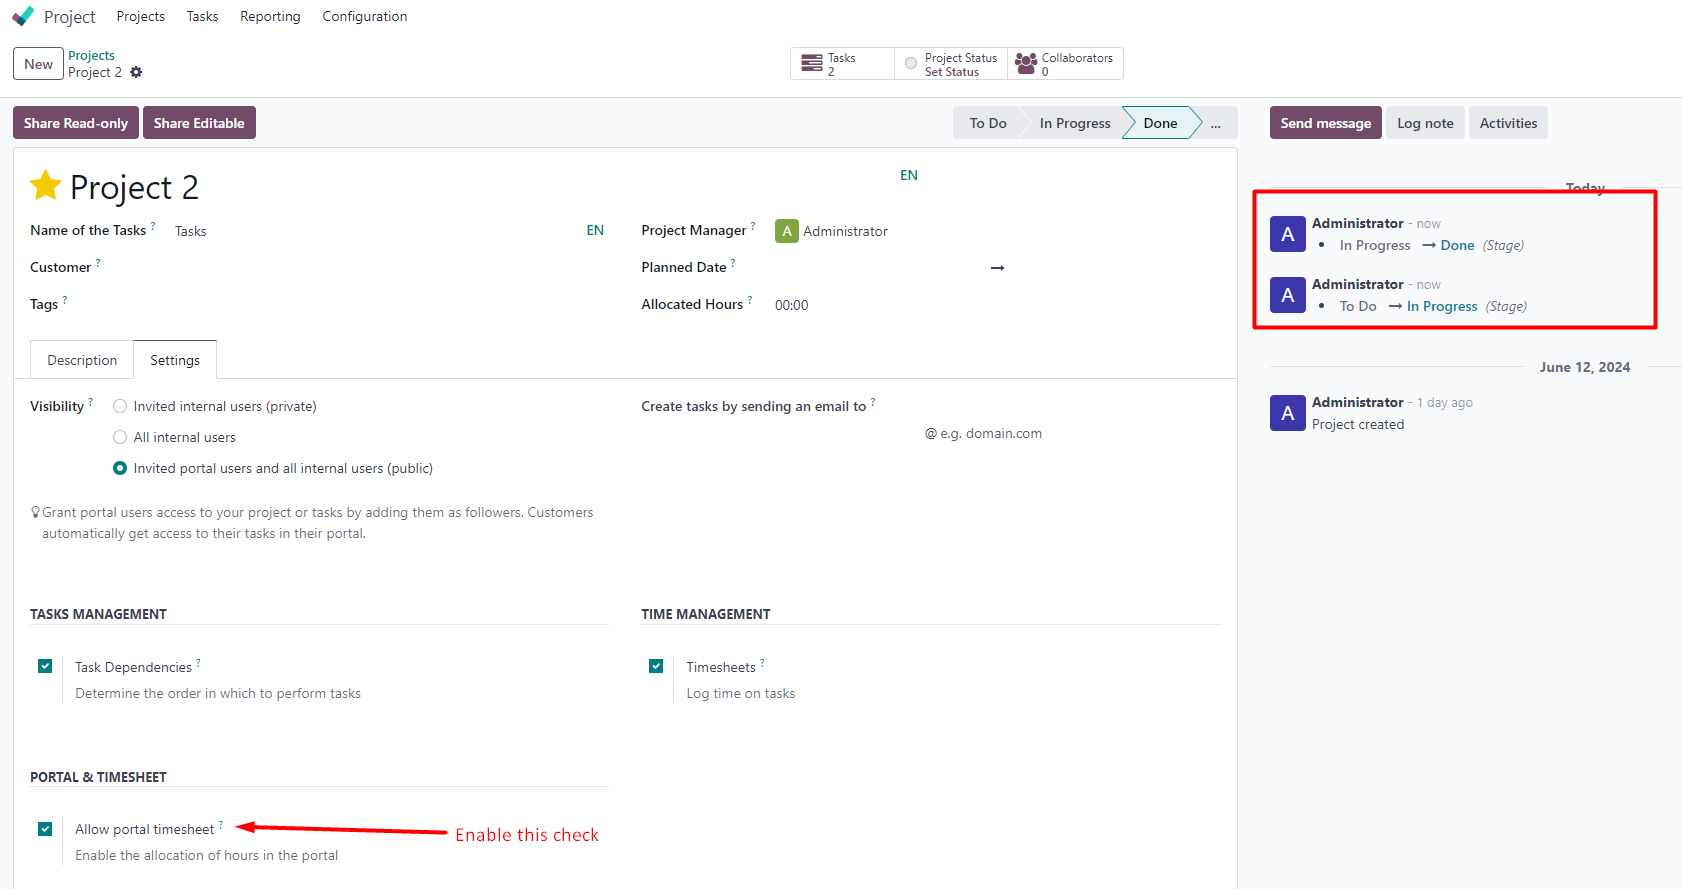 Project Projects Tasks Reporting Configuration
New
Projects
Project 2
Tasks
2
Project Status
Set Status
Collaborators
0
Share Read-only
Share Editable
To Do
In Progress
Done
...
Send message
Log note
Activities
Project 2
EN
Name of the Tasks ? Tasks EN
Customer ?
Tags ?
Project Manager ? A Administrator
Planned Date ? →
Allocated Hours ? 00:00
Description
Settings
Visibility ?
Invited internal users (private)
All internal users
Invited portal users and all internal users (public)
Grant portal users access to your project or tasks by adding them as followers. Customers
automatically get access to their tasks in their portal.
Create tasks by sending an email to ?
@ e.g. domain.com
TASKS MANAGEMENT
Task Dependencies ?
Determine the order in which to perform tasks
TIME MANAGEMENT
Timesheets ?
Log time on tasks
PORTAL & TIMESHEET
Allow portal timesheet ?
Enable the allocation of hours in the portal
Enable this check
Today
A
Administrator - now
• In Progress → Done (Stage)
A
Administrator - now
• To Do → In Progress (Stage)
June 12, 2024
A
Administrator - 1 day ago
Project created